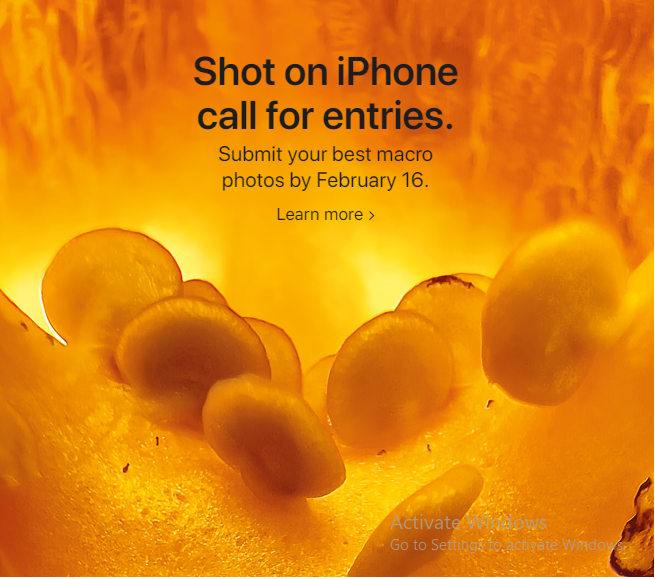 Shot on iPhone
call for entries.
Submit your best macro
photos by February 16.
Learn more >
Activate Windows
Go to Settings to activate Windows.